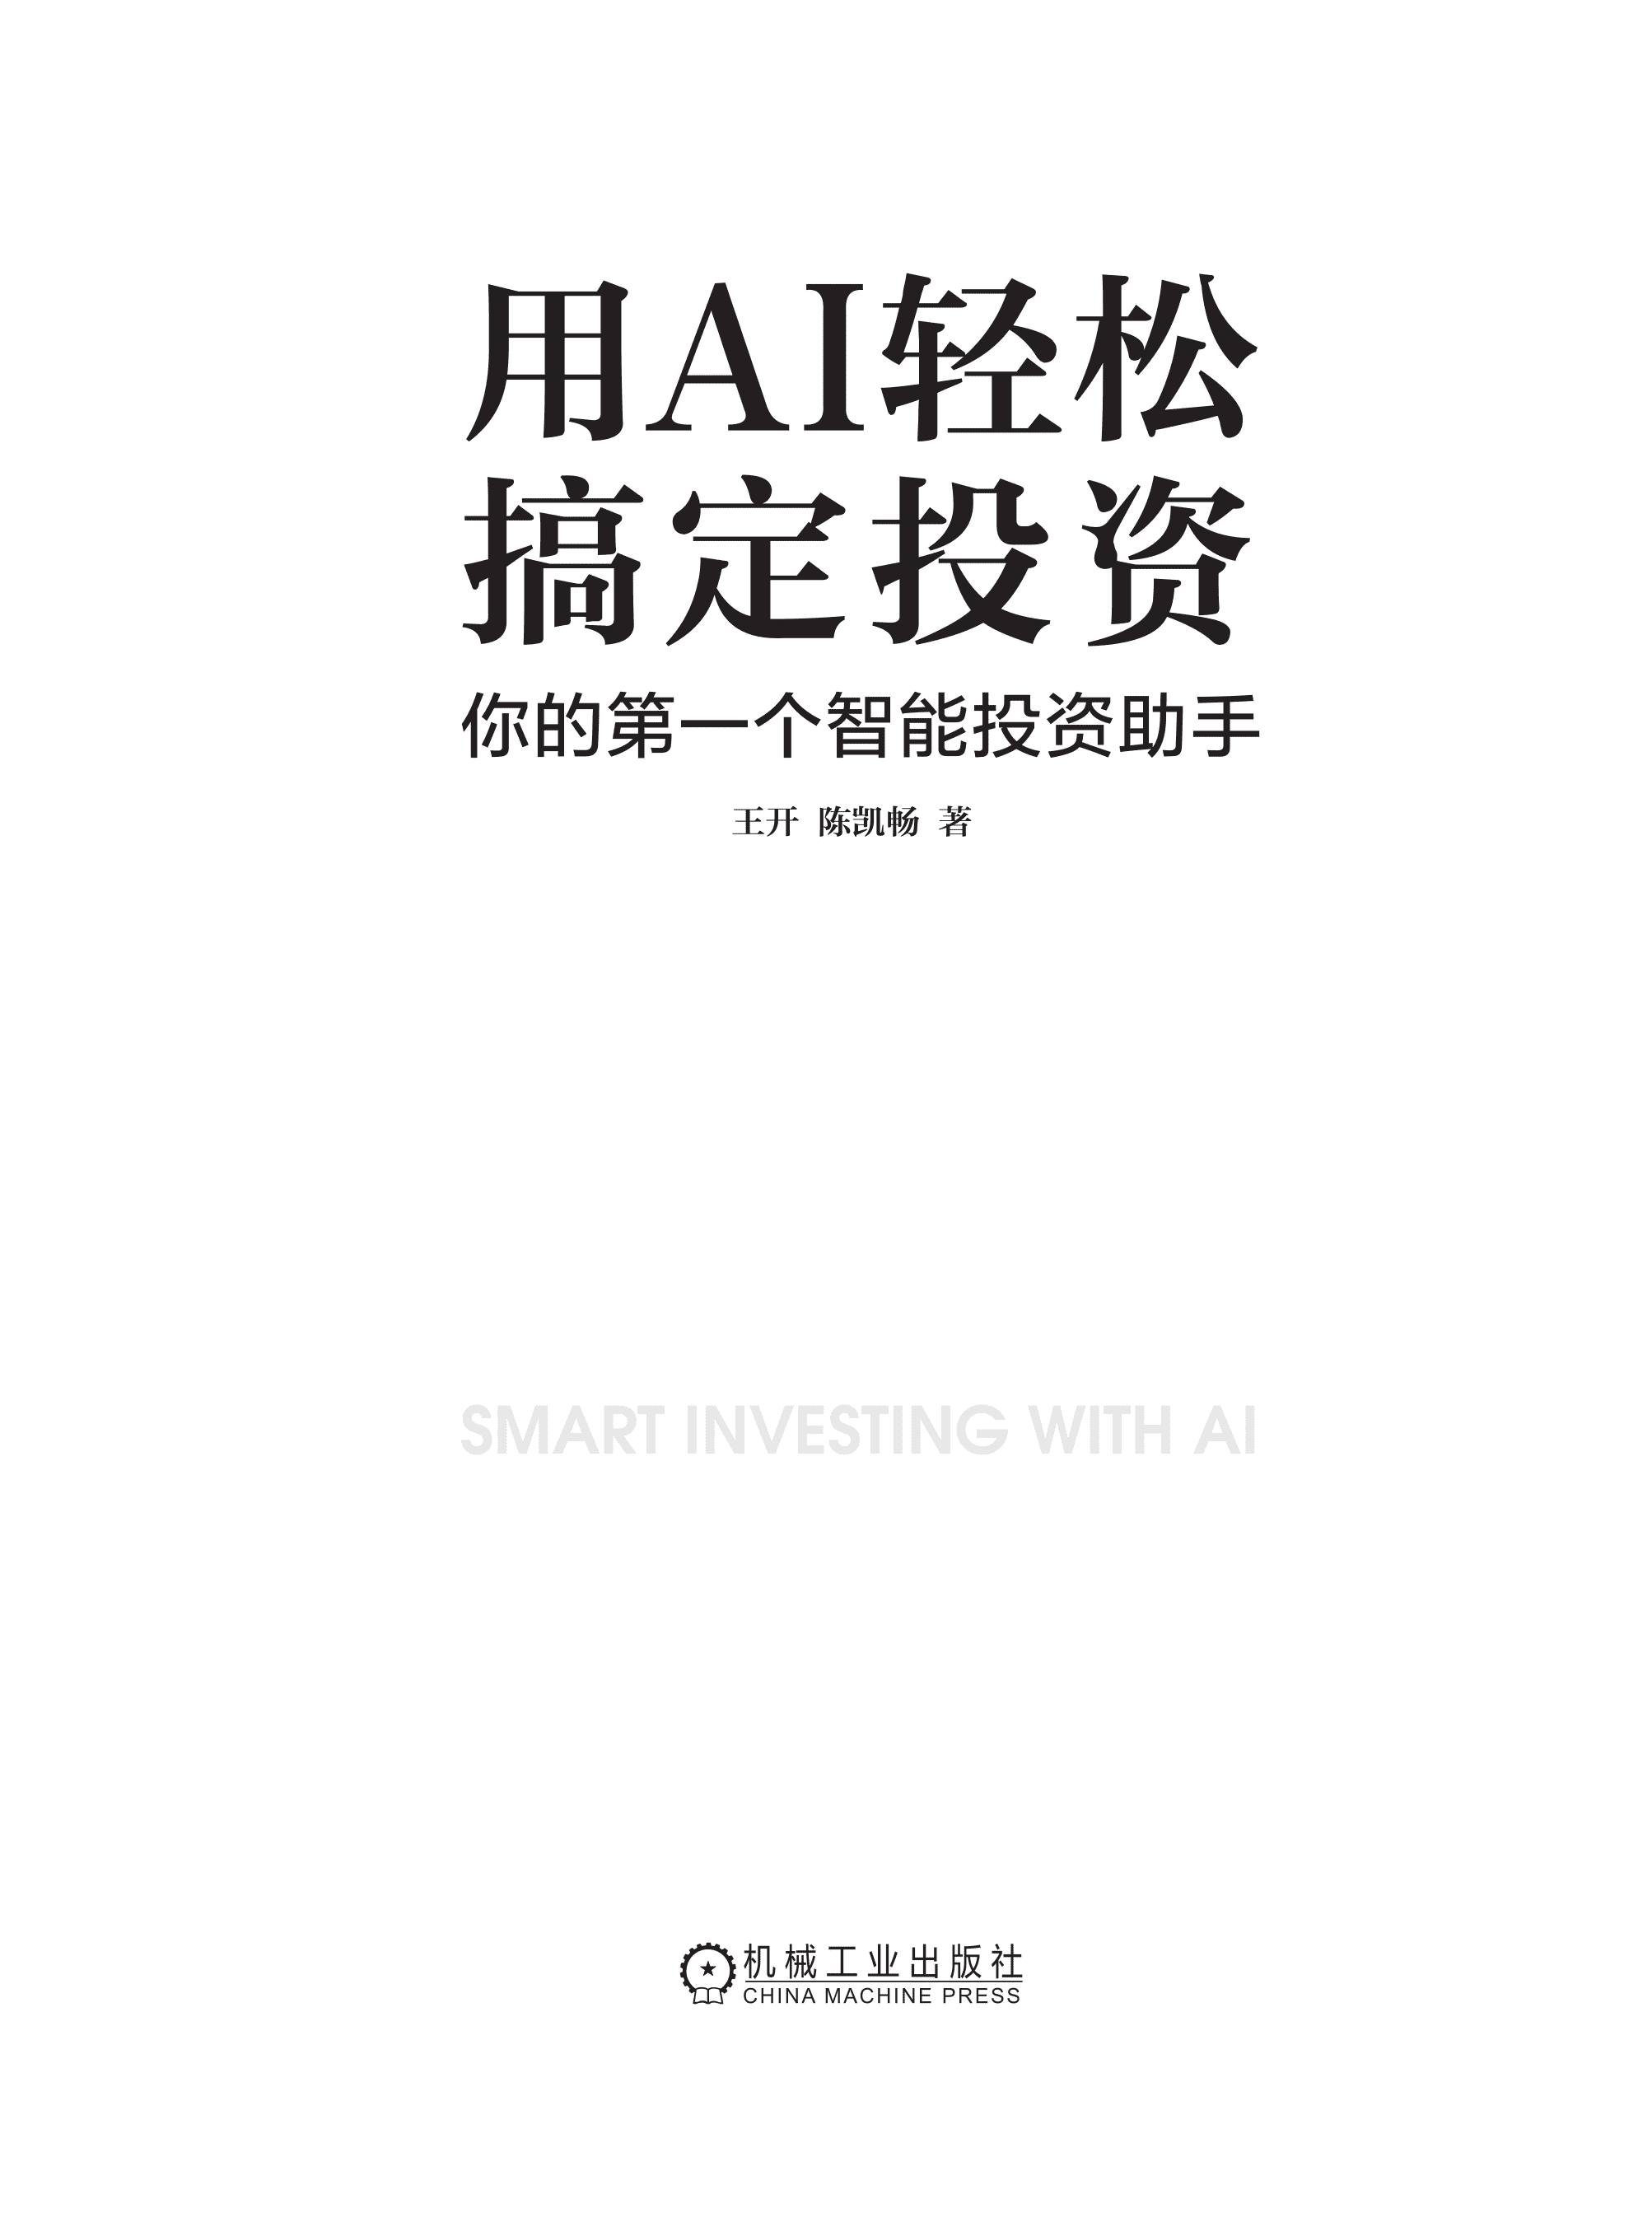 用AI轻松
搞定投资
你的第一个智能投资助手
王开 陈凯畅 著
SMART INVESTING WITH AI
机械工业出版社
CHINA MACHINE PRESS